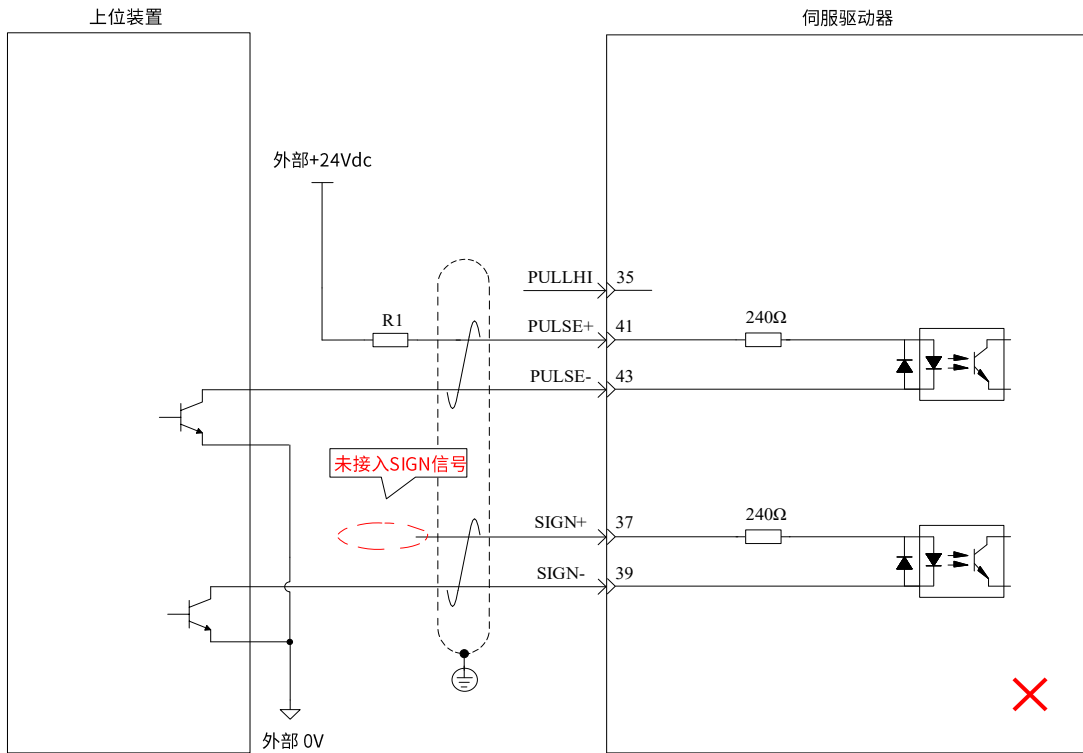 上位装置
伺服驱动器
外部+24Vdc
PULLHI 35
R1
PULSE+ 41
240Ω
PULSE- 43
未接入SIGN信号
SIGN+ 37
240Ω
SIGN- 39
外部 0V